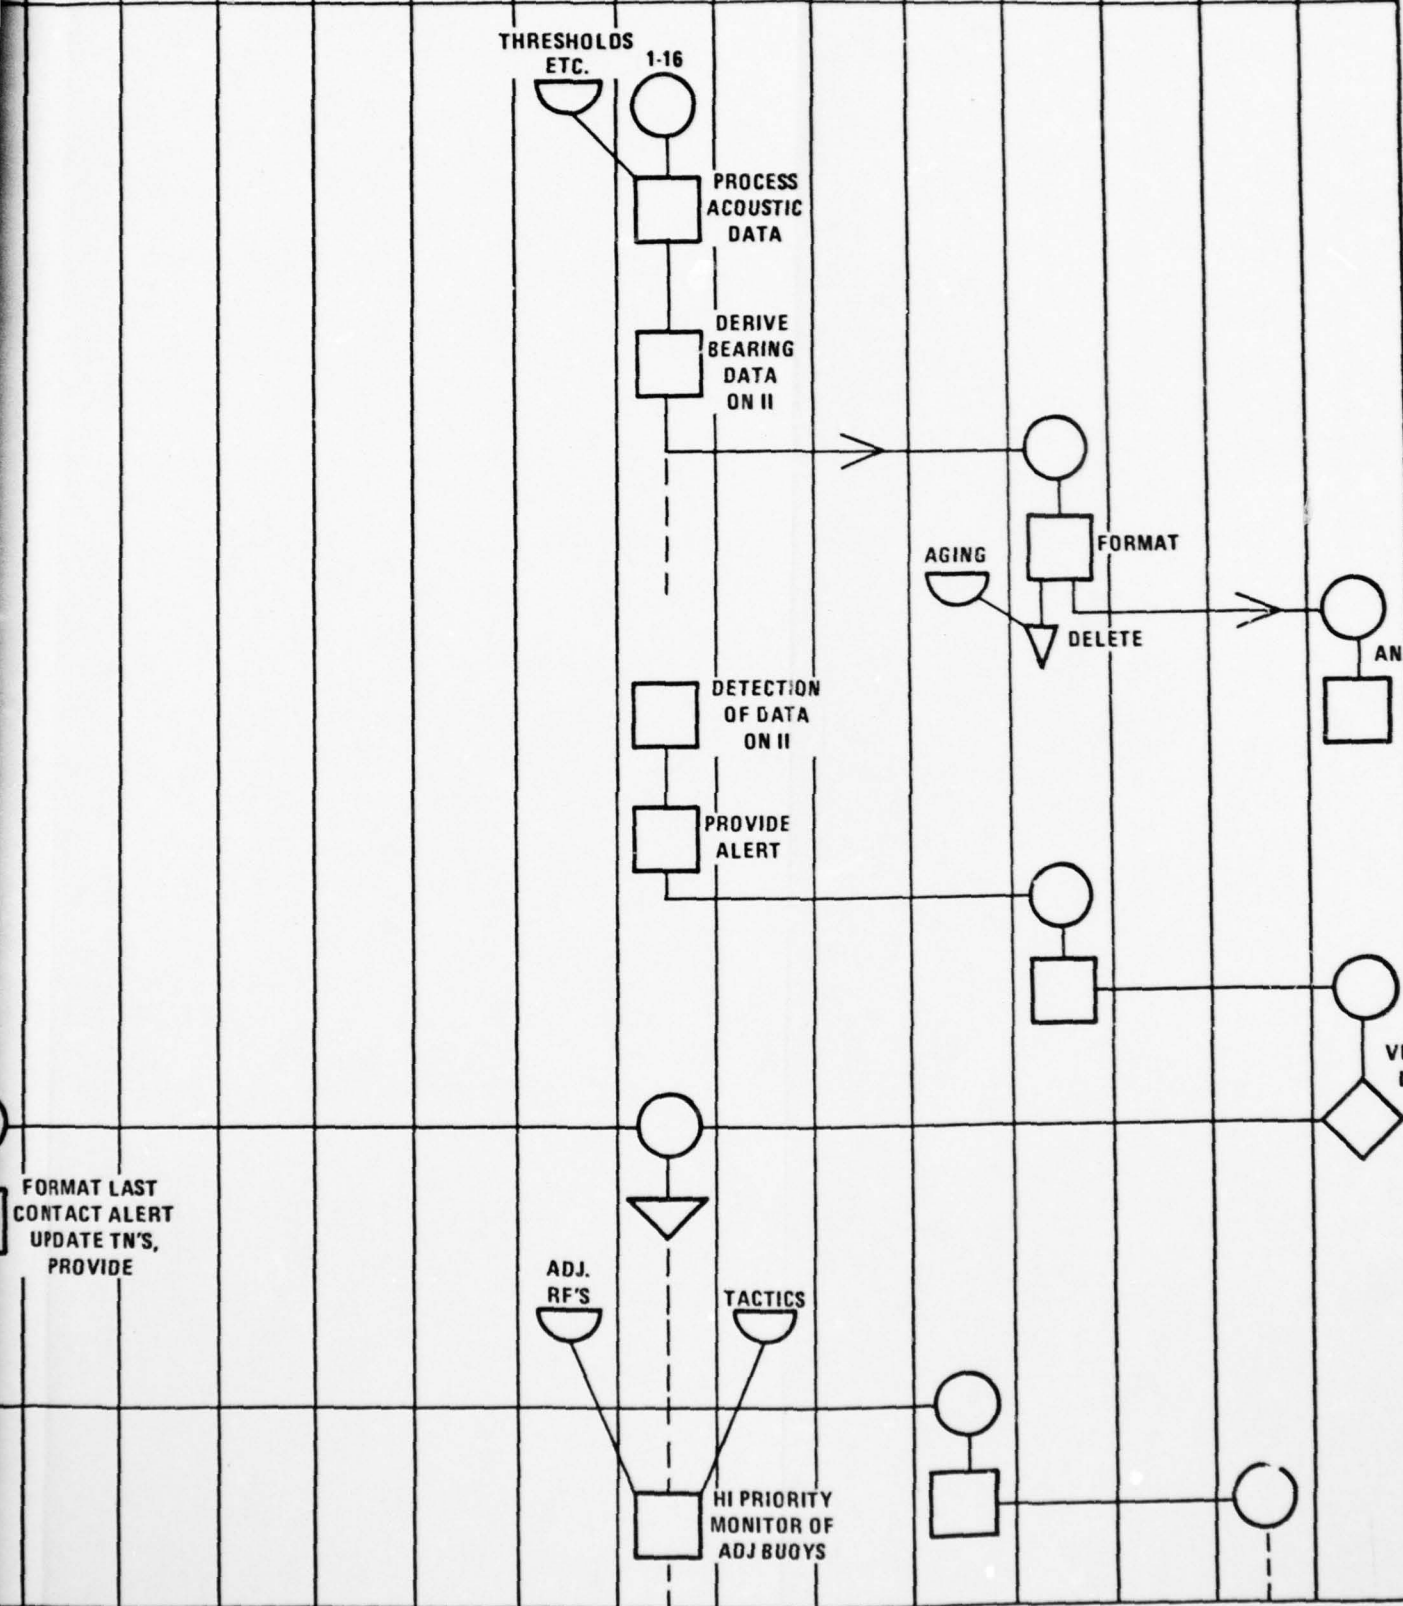 THRESHOLDS
ETC.
1-16
PROCESS
ACOUSTIC
DATA
DERIVE
BEARING
DATA
ON II
AGING
FORMAT
DELETE
AN
DETECTION
OF DATA
ON II
PROVIDE
ALERT
FORMAT LAST
CONTACT ALERT
UPDATE TN'S,
PROVIDE
ADJ.
RF'S
TACTICS
HI PRIORITY
MONITOR OF
ADJ BUOYS